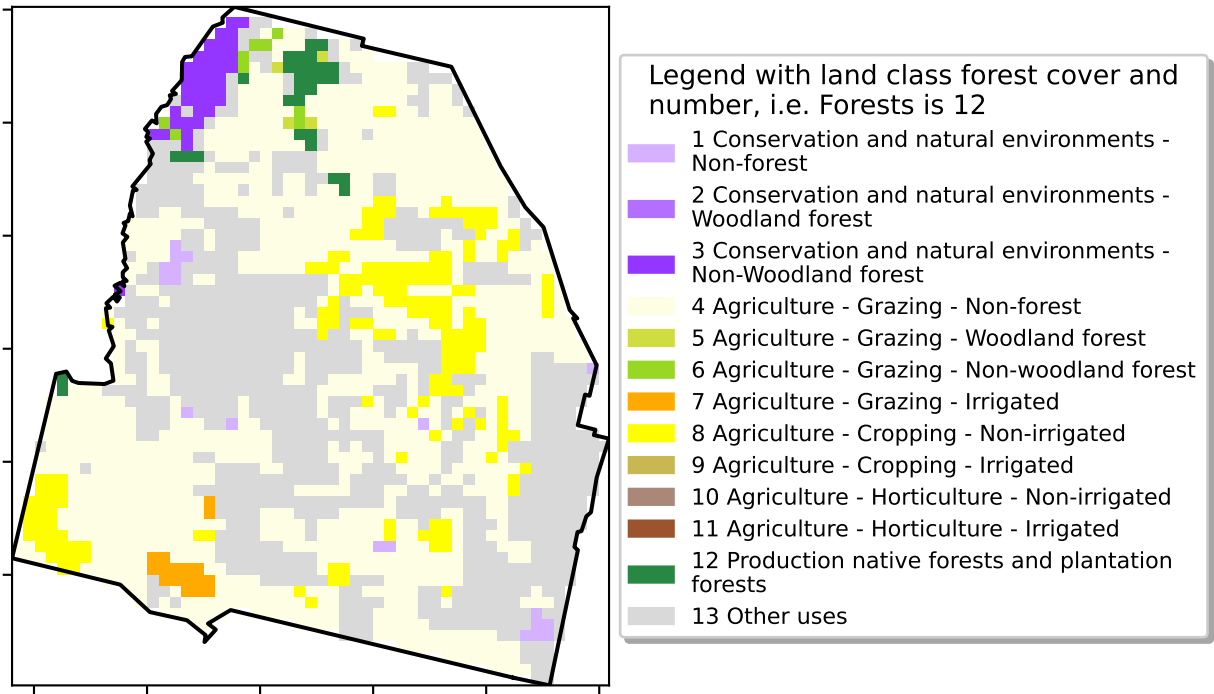 Legend with land class forest cover and
number, i.e. Forests is 12
1 Conservation and natural environments -
Non-forest
2 Conservation and natural environments -
Woodland forest
3 Conservation and natural environments -
Non-Woodland forest
4 Agriculture - Grazing - Non-forest
5 Agriculture - Grazing - Woodland forest
6 Agriculture - Grazing - Non-woodland forest
7 Agriculture - Grazing - Irrigated
8 Agriculture - Cropping - Non-irrigated
9 Agriculture - Cropping - Irrigated
10 Agriculture - Horticulture - Non-irrigated
11 Agriculture - Horticulture - Irrigated
12 Production native forests and plantation
forests
13 Other uses